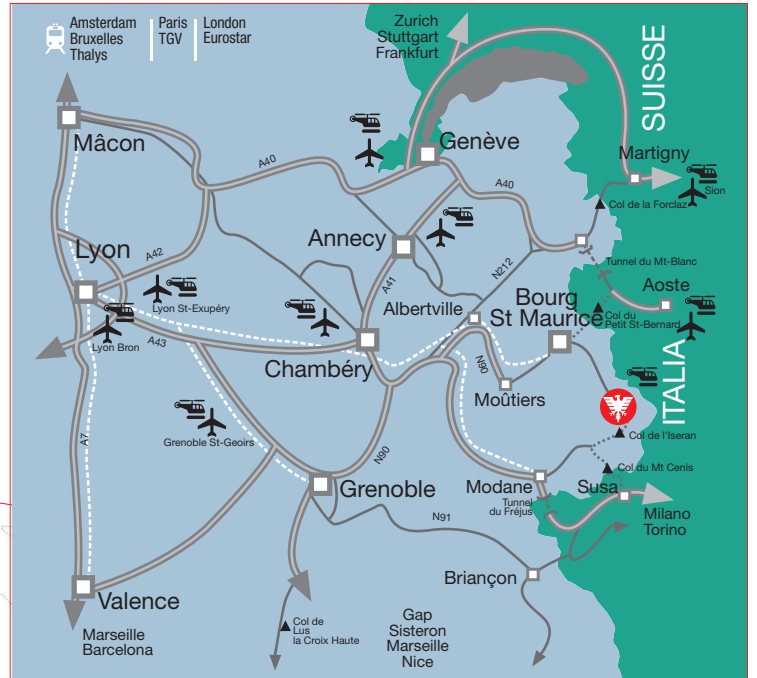 Amsterdam
Bruxelles
Thalys
Paris
TGV
London
Eurostar
Zurich
Stuttgart
Frankfurt
SUISSE
Mâcon
A40
Genève
Martigny
Sion
A40
Col de la Forclaz
Annecy
N212
Tunnel du Mt-Blanc
Lyon
A42
A41
Albertville
Bourg
St Maurice
Aoste
Lyon St-Exupéry
Col du
Petit St-Bernard
Lyon Bron
A43
Chambéry
N90
Moûtiers
ITALIA
A7
Grenoble St-Geoirs
Col de l'Iseran
N90
Col du Mt Cenis
Grenoble
Modane
Susa
Tunnel
du Fréjus
Milano
Torino
N91
Briançon
Valence
Marseille
Barcelona
Col de
Lus
la Croix Haute
Gap
Sisteron
Marseille
Nice